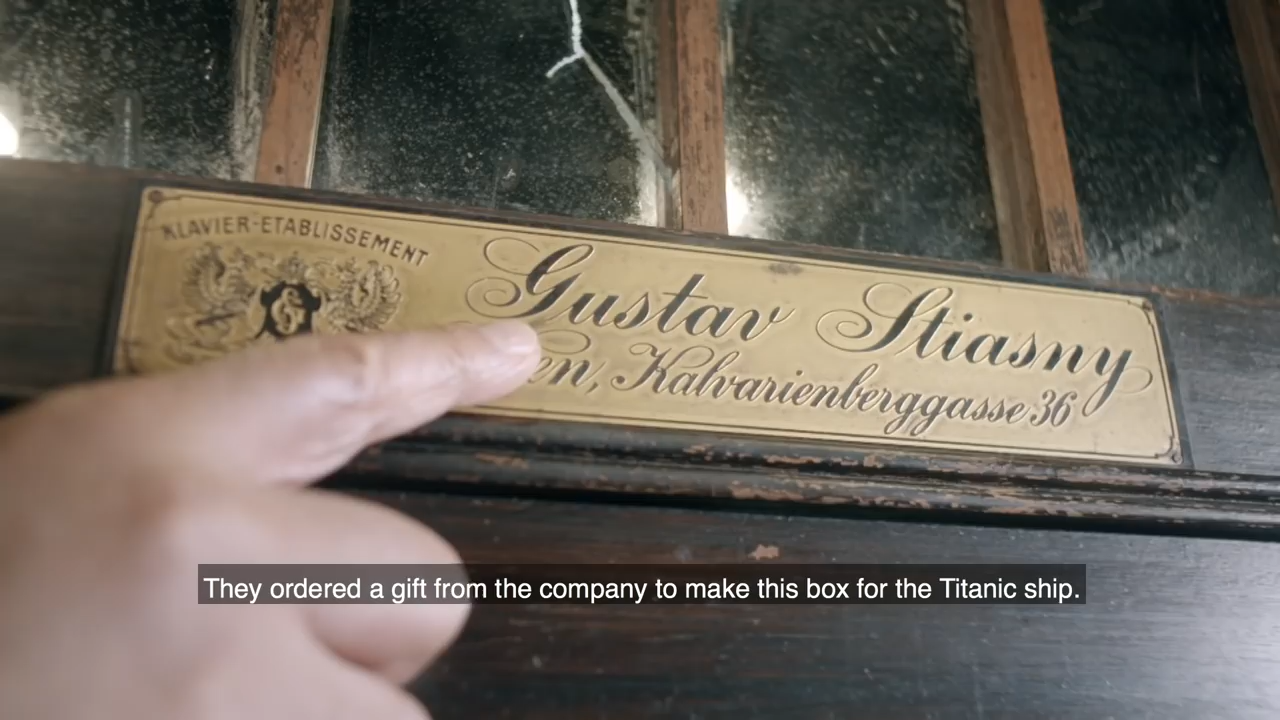 KLAVIER-ETABLISSEMENT
GS
Gustav Stiasny
Kalvarienberggasse 36
They ordered a gift from the company to make this box for the Titanic ship.